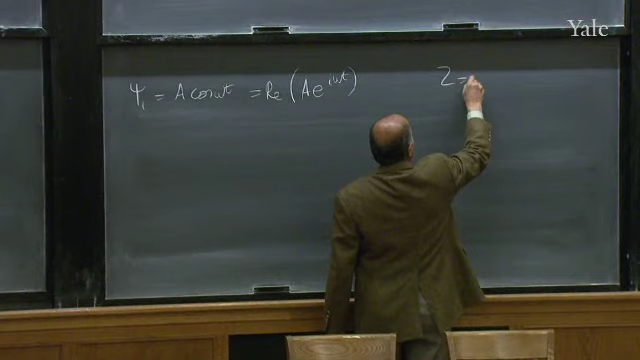 Yale
ψ₁ = A cos ωt = Re (A e^{iωt})
Z =